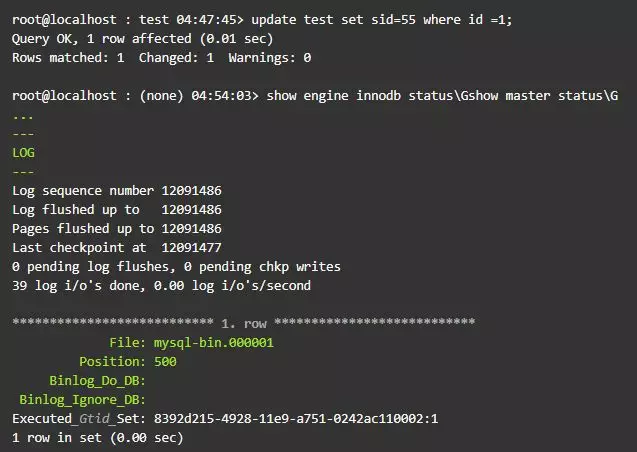 root@localhost : test 04:47:45> update test set sid=55 where id =1;
Query OK, 1 row affected (0.01 sec)
Rows matched: 1  Changed: 1  Warnings: 0
root@localhost : (none) 04:54:03> show engine innodb status\Gshow master status\G
...
---
LOG
---
Log sequence number 12091486
Log flushed up to   12091486
Pages flushed up to 12091486
Last checkpoint at  12091477
0 pending log flushes, 0 pending chkp writes
39 log i/o's done, 0.00 log i/o's/second
*************************** 1. row ***************************
File: mysql-bin.000001
Position: 500
Binlog_Do_DB:
Binlog_Ignore_DB:
Executed_Gtid_Set: 8392d215-4928-11e9-a751-0242ac110002:1
1 row in set (0.00 sec)